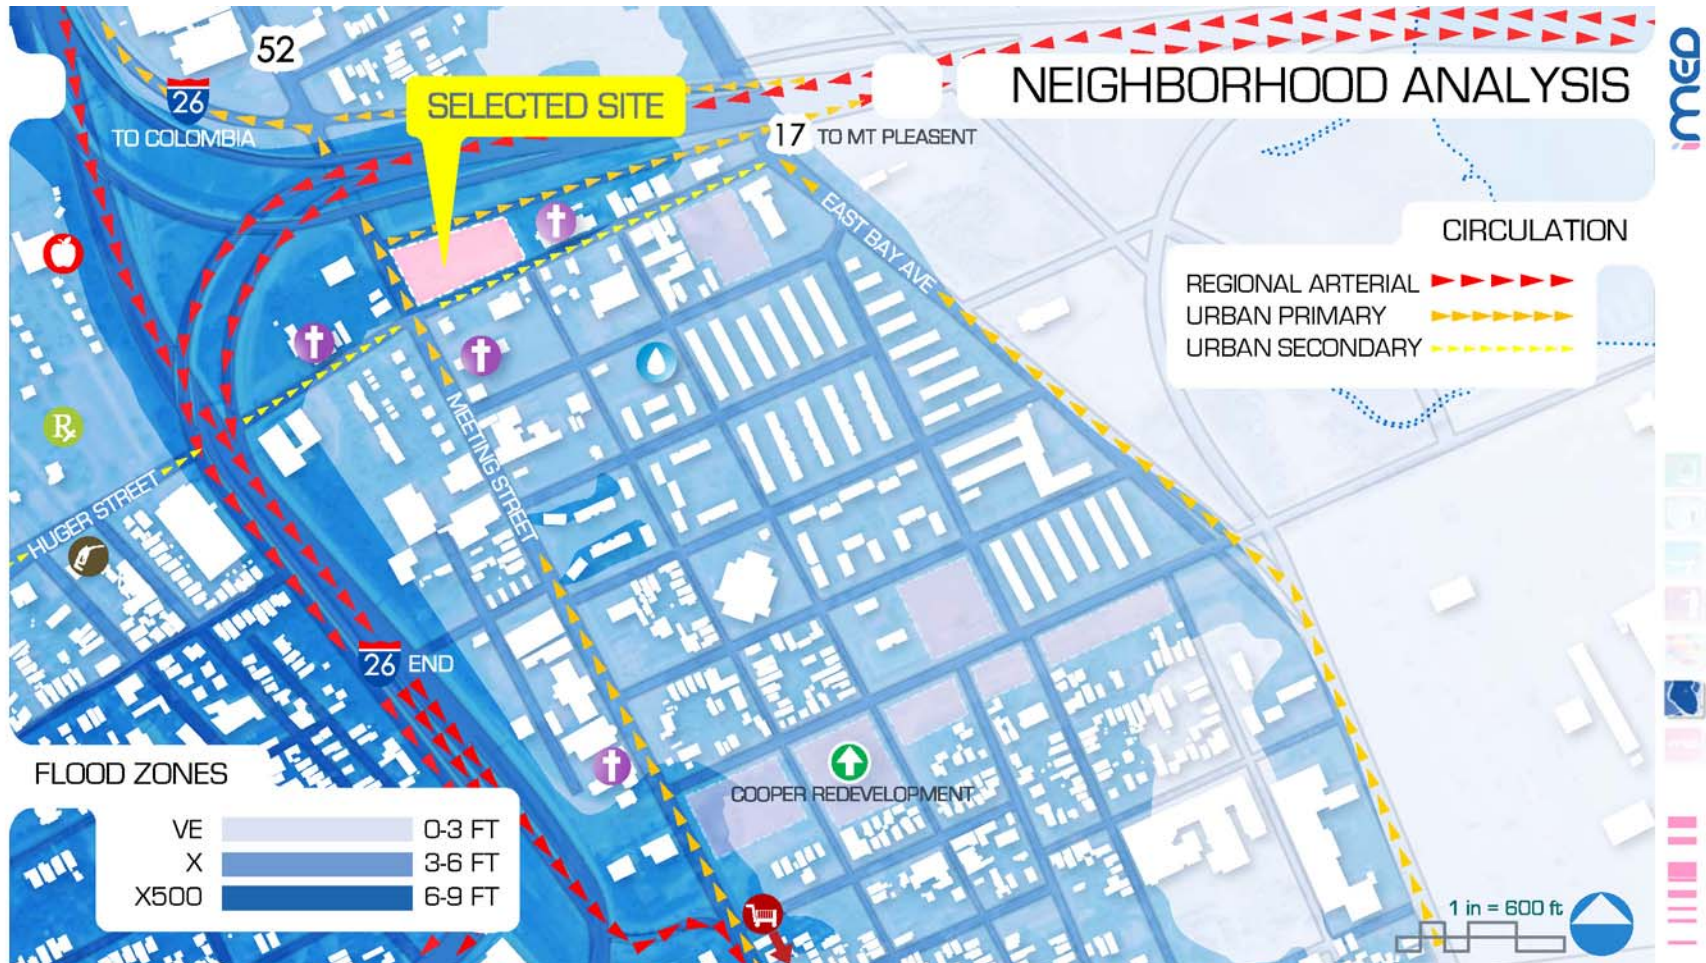 52
26
TO COLOMBIA
SELECTED SITE
NEIGHBORHOOD ANALYSIS
imED
17 TO MT PLEASENT
EAST BAY AVE
CIRCULATION
REGIONAL ARTERIAL
URBAN PRIMARY
URBAN SECONDARY
Rx
MEETING STREET
HUGER STREET
26 END
COOPER REDEVELOPMENT
FLOOD ZONES
VE 0-3 FT
X 3-6 FT
X500 6-9 FT
1 in = 600 ft